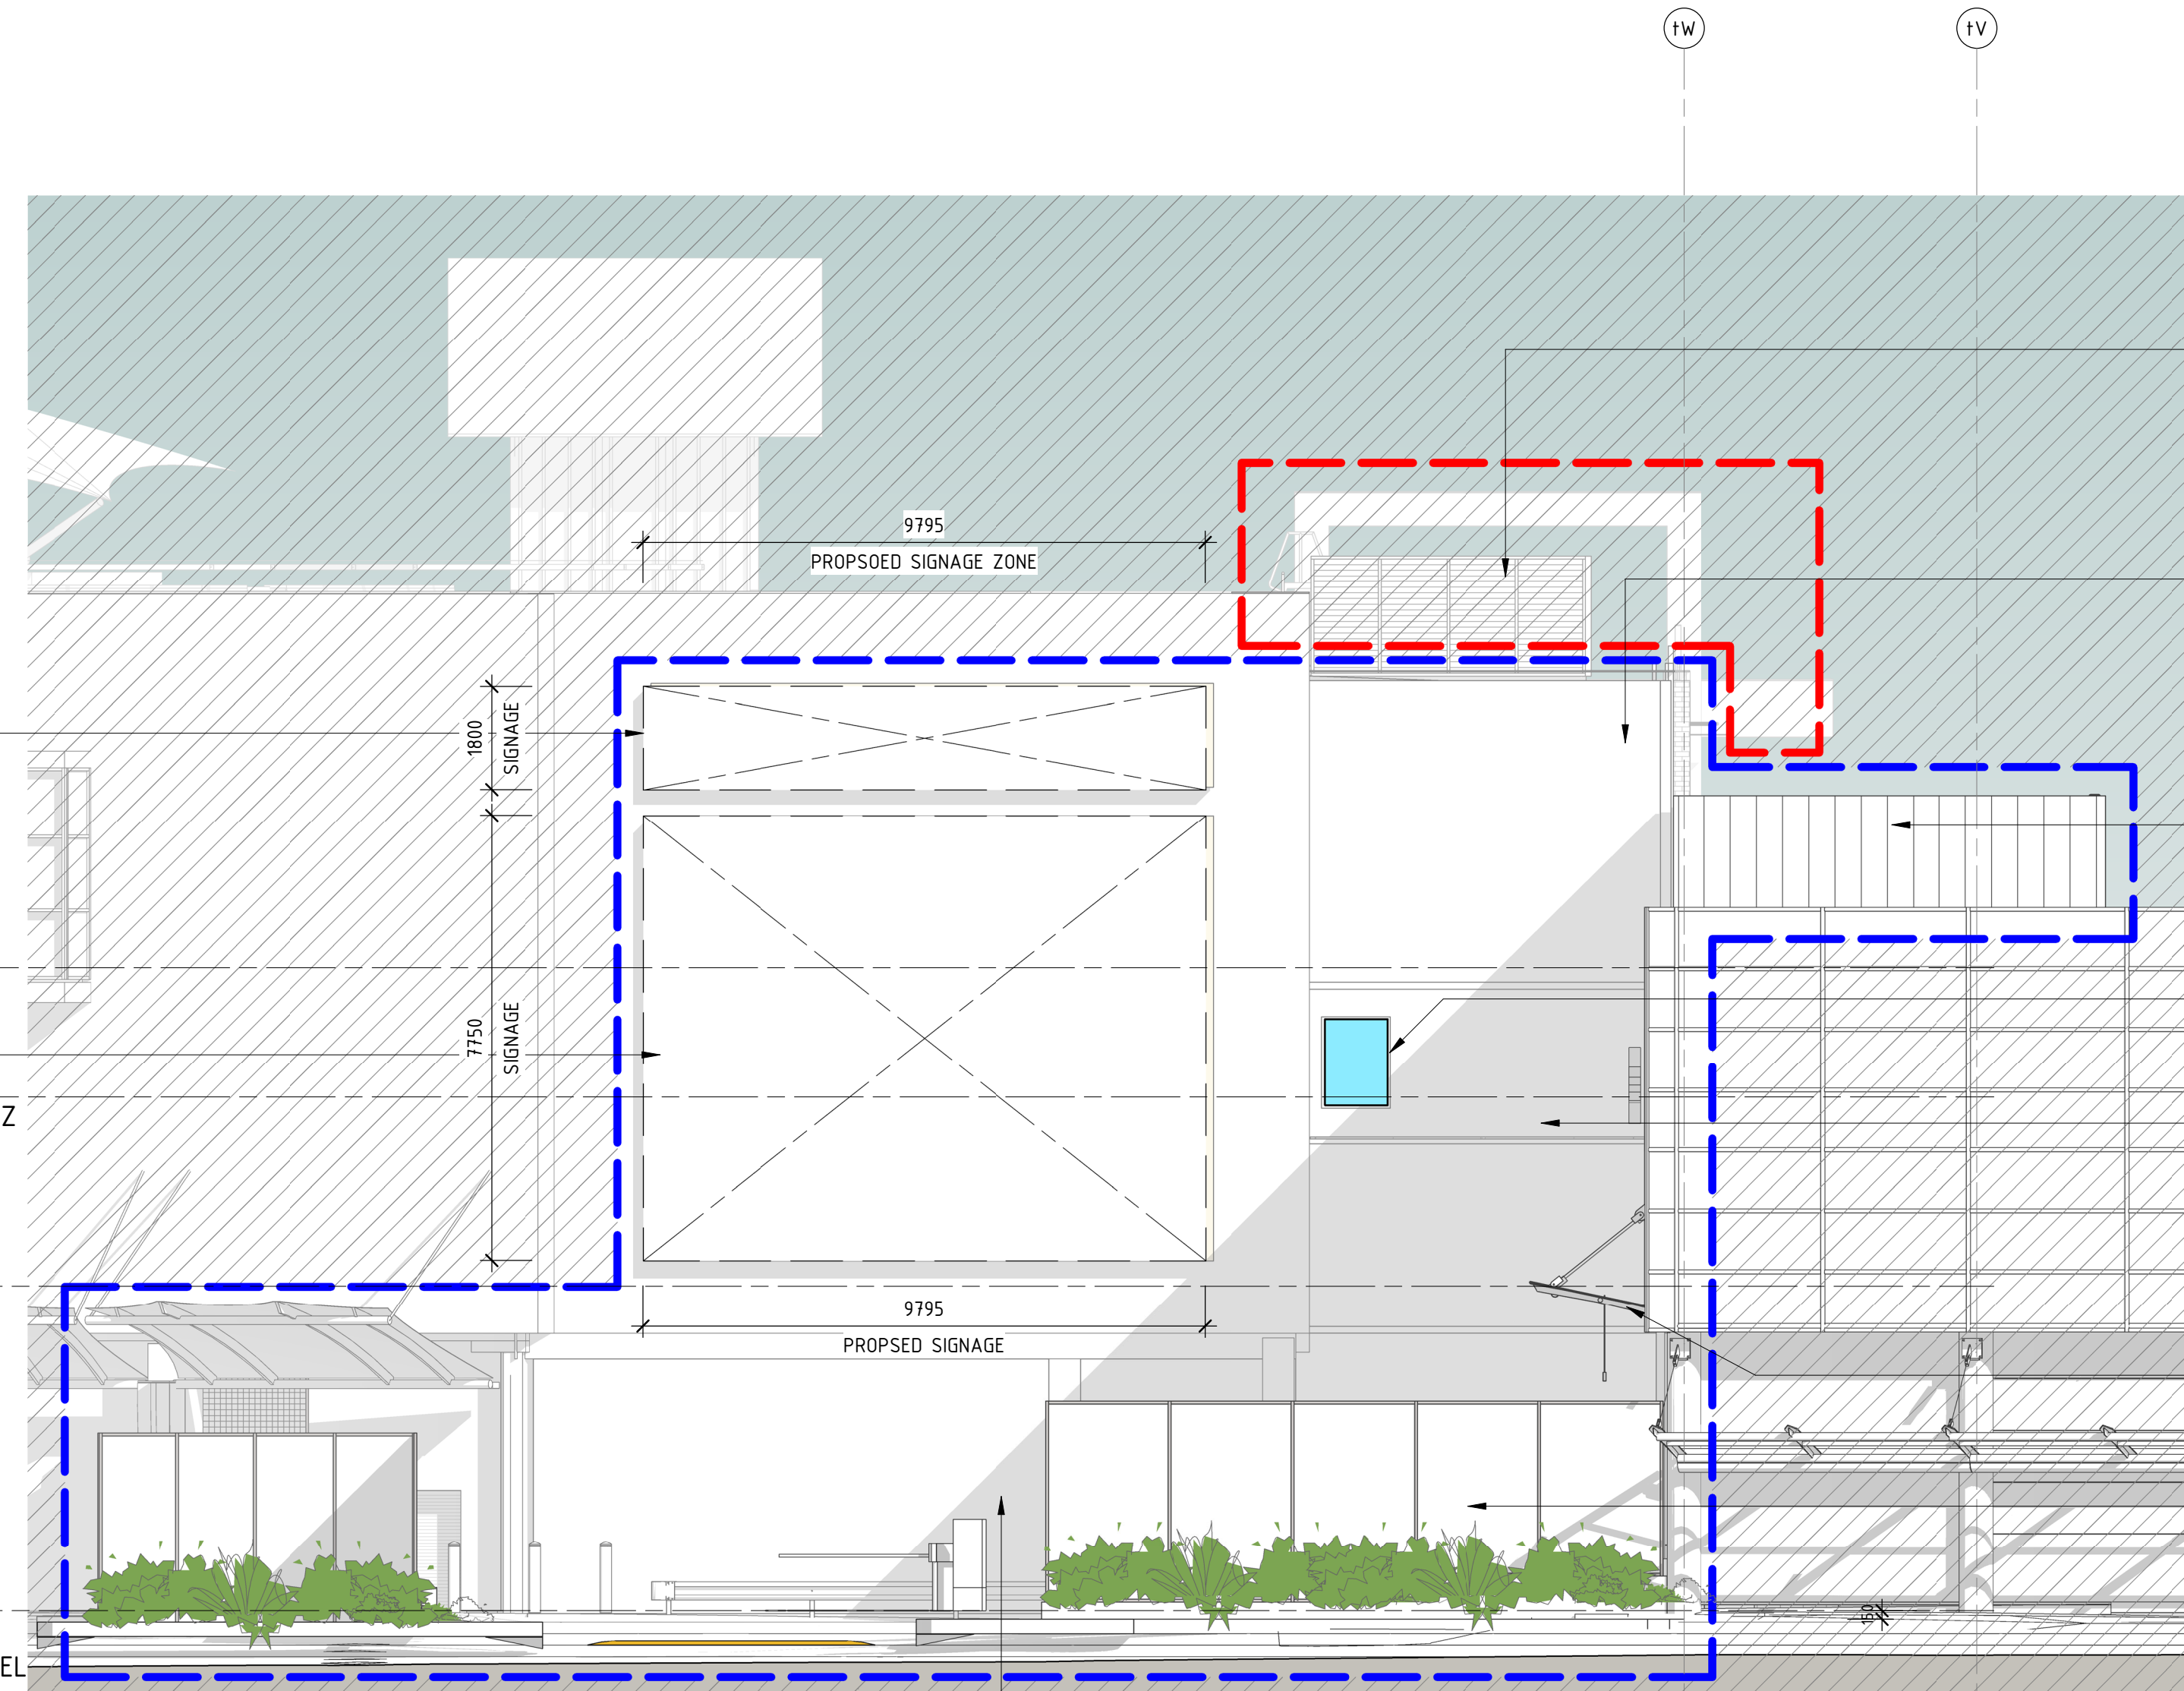 tW
tV
9795
PROPSOED SIGNAGE ZONE
1800
SIGNAGE
7750
SIGNAGE
Z
9795
PROPSED SIGNAGE
150
EL